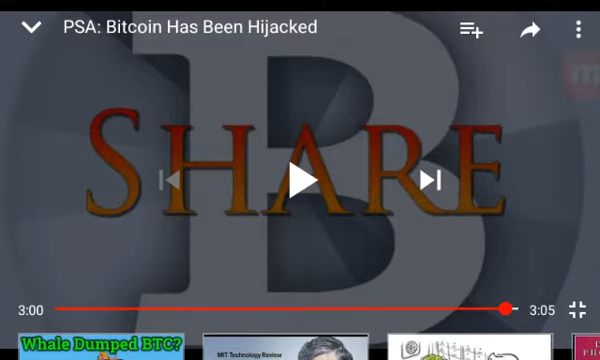 PSA: Bitcoin Has Been Hijacked
SHARE
3:00
3:05
Whale Dumped BTC?
MIT Technology Review